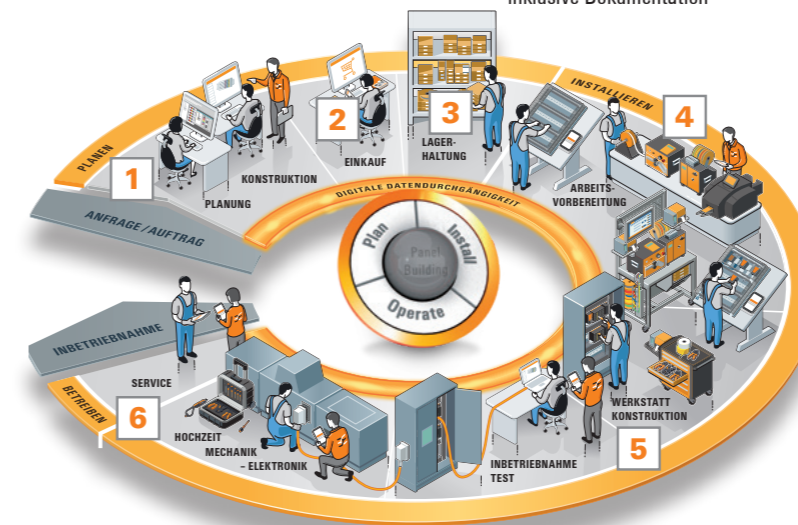 Inklusive Dokumentation
PLANEN
INSTALLIEREN
1
2
3
4
KONSTRUKTION
PLANUNG
EINKAUF
LAGER-
HALTUNG
ARBEITS-
VORBEREITUNG
ANFRAGE / AUFTRAG
DIGITALE DATENDURCHGÄNGIGKEIT
Plan
Install
Operate
Panel
Building
INBETRIEBNAHME
BETREIBEN
SERVICE
6
HOCHZEIT
MECHANIK
– ELEKTRONIK
INBETRIEBNAHME
TEST
WERKSTATT
KONSTRUKTION
5